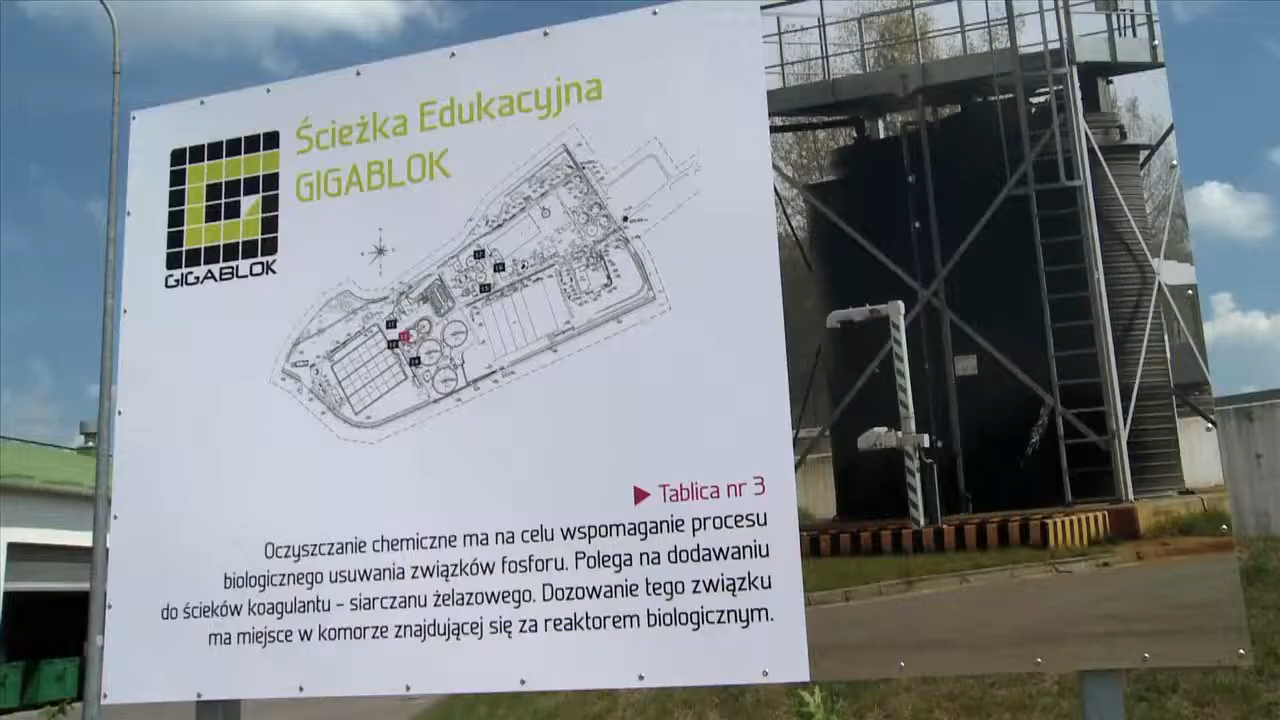 Ścieżka Edukacyjna
GIGABLOK
GIGABLOK
Tablica nr 3
Oczyszczanie chemiczne ma na celu wspomaganie procesu
biologicznego usuwania związków fosforu. Polega na dodawaniu
do ścieków koagulantu – siarczanu żelazowego. Dozowanie tego związku
ma miejsce w komorze znajdującej się za reaktorem biologicznym.